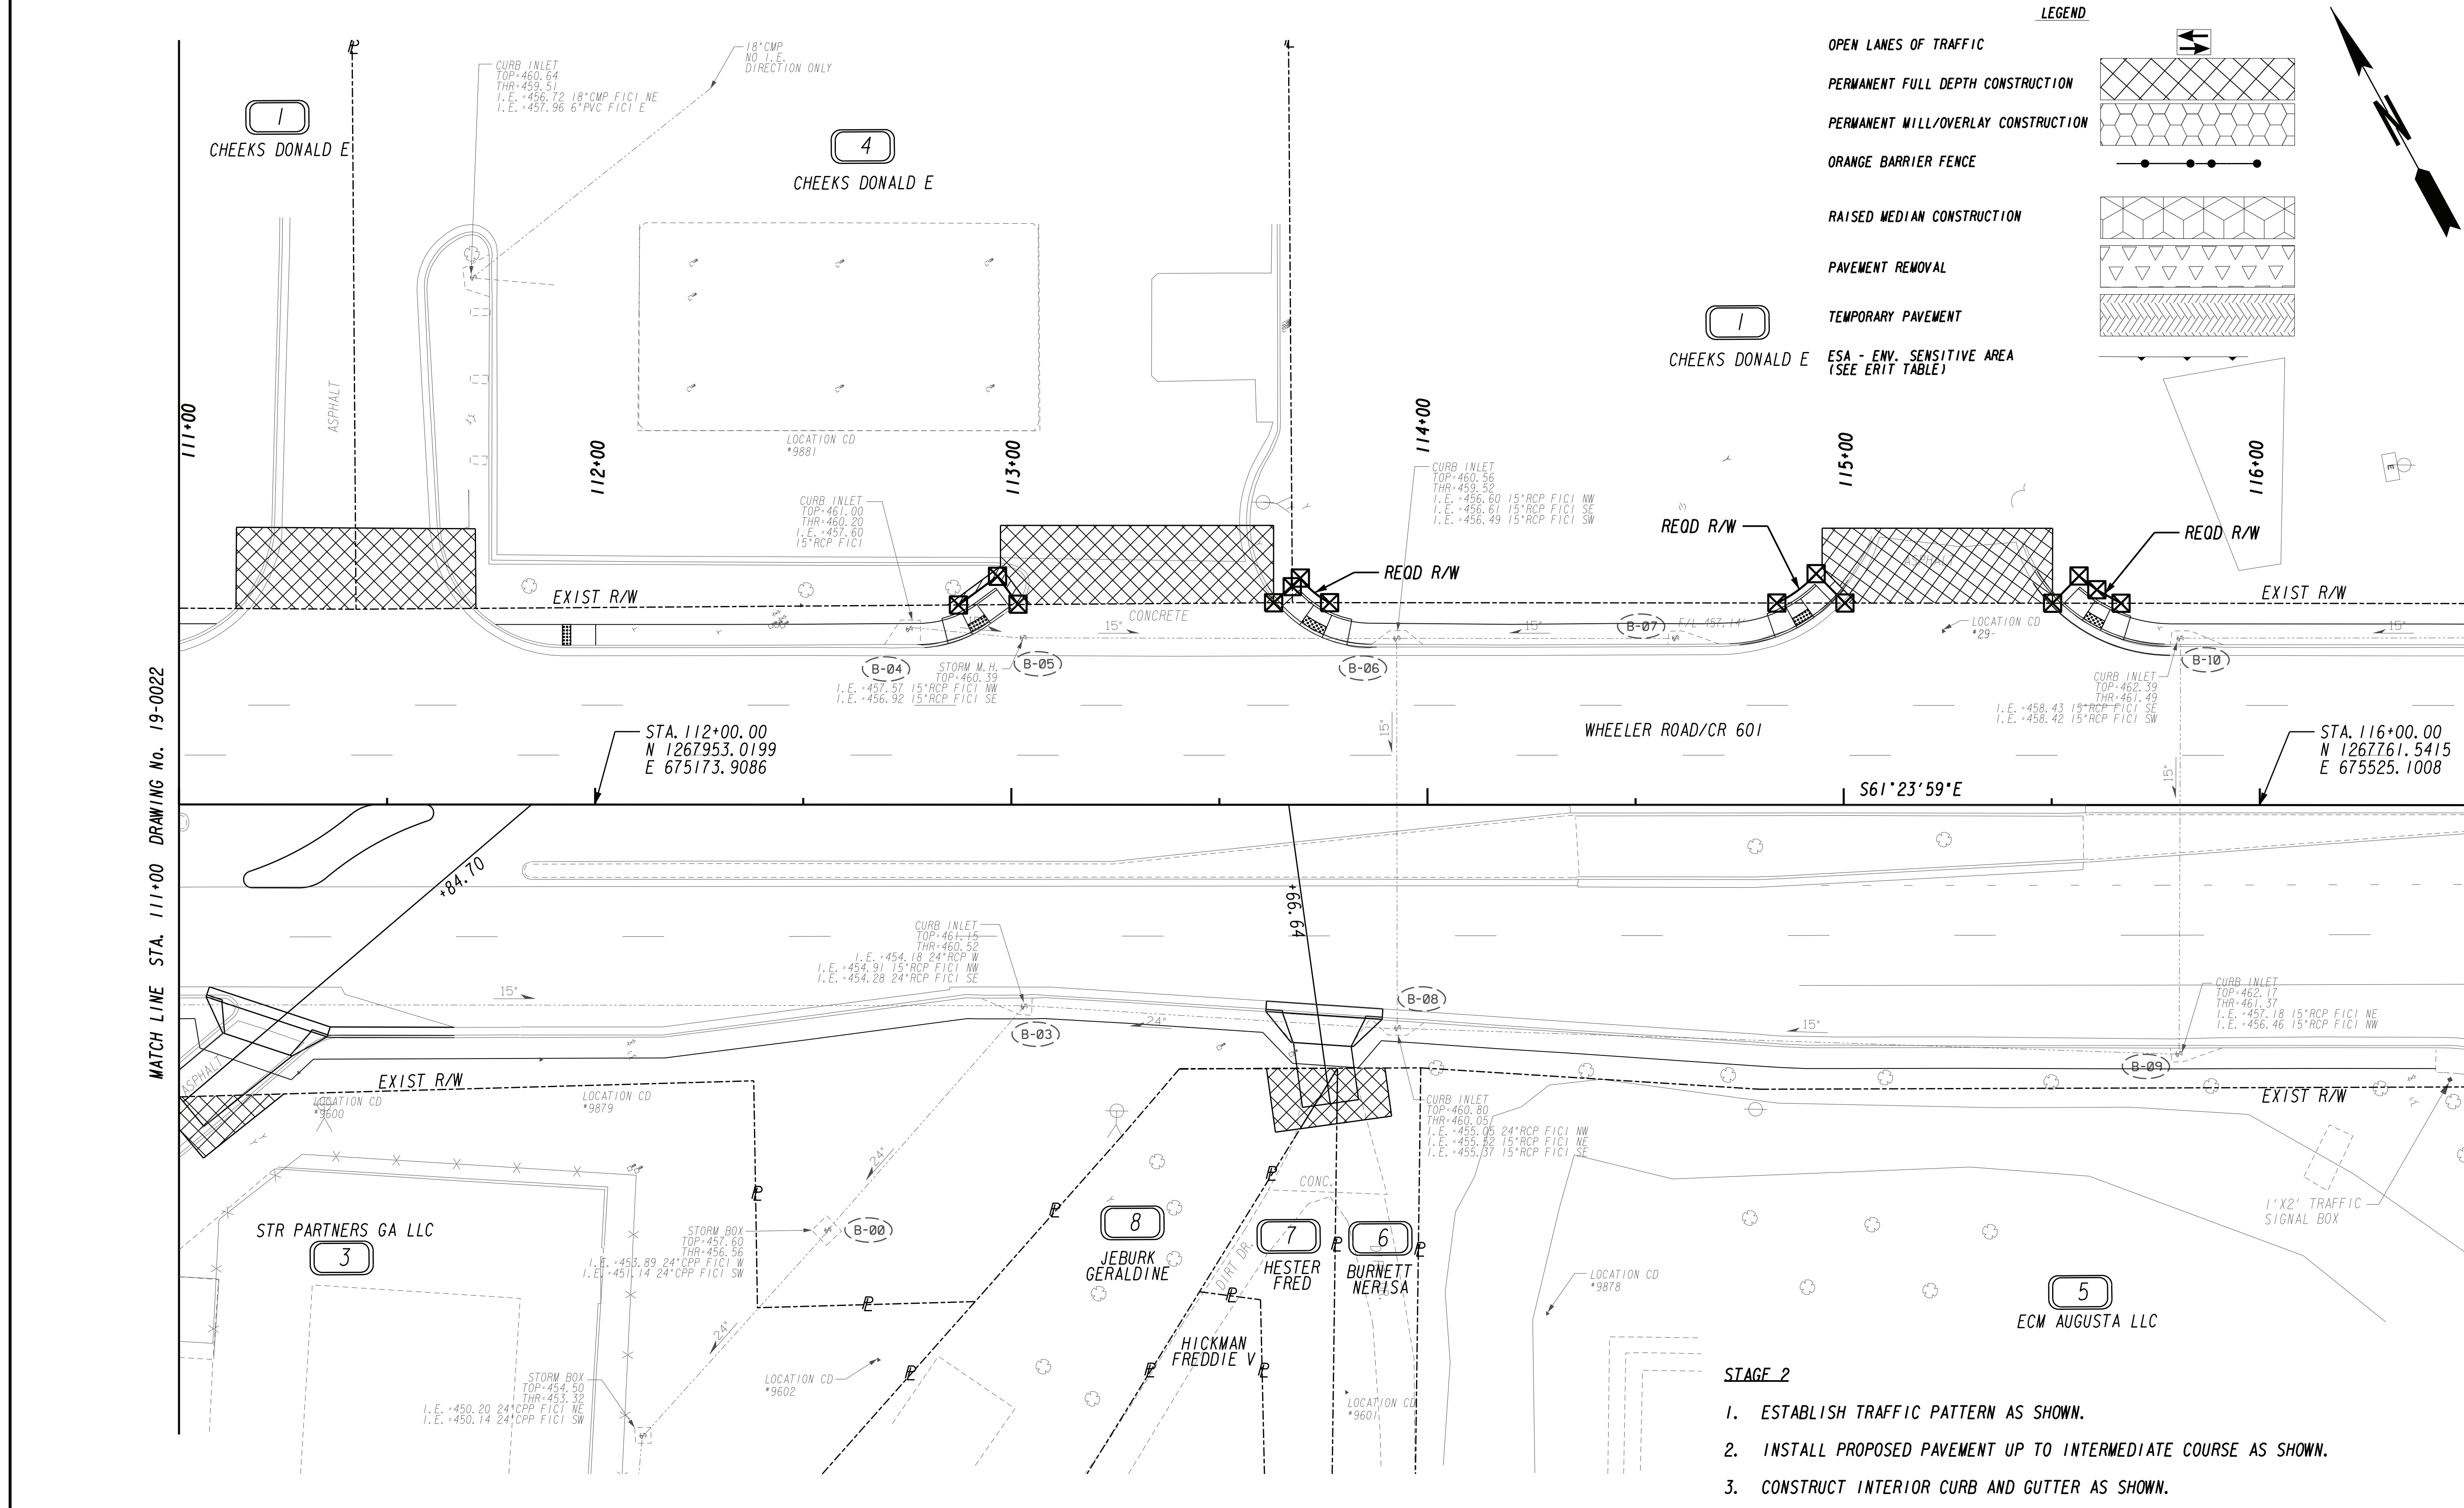 LEGEND
OPEN LANES OF TRAFFIC
PERMANENT FULL DEPTH CONSTRUCTION
PERMANENT MILL/OVERLAY CONSTRUCTION
ORANGE BARRIER FENCE
RAISED MEDIAN CONSTRUCTION
PAVEMENT REMOVAL
TEMPORARY PAVEMENT
ESA - ENV. SENSITIVE AREA
(SEE ERIT TABLE)
N
18"CMP
NO I.E.
DIRECTION ONLY
CURB INLET
TOP=460.64
THR=459.51
I.E.=456.72 18"CMP FICI NE
I.E.=457.96 6"PVC FICI E
1
CHEEKS DONALD E
4
CHEEKS DONALD E
1
CHEEKS DONALD E
ASPHALT
111+00
112+00
113+00
114+00
115+00
116+00
LOCATION CD
#9881
CURB INLET
TOP=461.00
THR=460.20
I.E.=457.60
15"RCP FICI
CURB INLET
TOP=460.56
THR=459.52
I.E.=456.60 15"RCP FICI NW
I.E.=456.61 15"RCP FICI SE
I.E.=456.49 15"RCP FICI SW
E
REQD R/W
REQD R/W
REQD R/W
ASPHALT
EXIST R/W
EXIST R/W
CONCRETE
15"
15"
15"
F/L 457.14'
LOCATION CD
#29-
B-04
B-05
B-06
B-07
B-10
STORM M.H.
TOP=460.39
I.E.=457.57 15"RCP FICI NW
I.E.=456.92 15"RCP FICI SE
CURB INLET
TOP=462.39
THR=461.49
I.E.=458.43 15"RCP FICI SE
I.E.=458.42 15"RCP FICI SW
15"
15"
WHEELER ROAD/CR 601
STA.112+00.00
N 1267953.0199
E 675173.9086
STA.116+00.00
N 1267761.5415
E 675525.1008
S61°23'59"E
MATCH LINE STA. 111+00 DRAWING No. 19-0022
+84.70
+66.64
CURB INLET
TOP=461.15
THR=460.52
I.E.=454.18 24"RCP W
I.E.=454.91 15"RCP FICI NW
I.E.=454.28 24"RCP FICI SE
15"
24"
15"
B-03
B-08
B-09
CURB INLET
TOP=462.17
THR=461.37
I.E.=457.18 15"RCP FICI NE
I.E.=456.46 15"RCP FICI NW
ASPHALT
EXIST R/W
EXIST R/W
LOCATION CD
#9600
LOCATION CD
#9879
CURB INLET
TOP=460.80
THR=460.05
I.E.=455.05 24"RCP FICI NW
I.E.=455.52 15"RCP FICI NE
I.E.=455.37 15"RCP FICI SE
24"
CONC.
DIRT DR.
1'X2' TRAFFIC
SIGNAL BOX
STR PARTNERS GA LLC
3
STORM BOX
TOP=457.60
THR=456.56
I.E.=453.89 24"CPP FICI W
I.E.=451.14 24"CPP FICI SW
B-00
8
JEBURK
GERALDINE
7
HESTER
FRED
6
BURNETT
NERISA
LOCATION CD
#9878
5
ECM AUGUSTA LLC
24"
HICKMAN
FREDDIE V
STORM BOX
TOP=454.50
THR=453.32
I.E.=450.20 24"CPP FICI NE
I.E.=450.14 24"CPP FICI SW
LOCATION CD
#9602
LOCATION CD
#9601
STAGE 2
1. ESTABLISH TRAFFIC PATTERN AS SHOWN.
2. INSTALL PROPOSED PAVEMENT UP TO INTERMEDIATE COURSE AS SHOWN.
3. CONSTRUCT INTERIOR CURB AND GUTTER AS SHOWN.